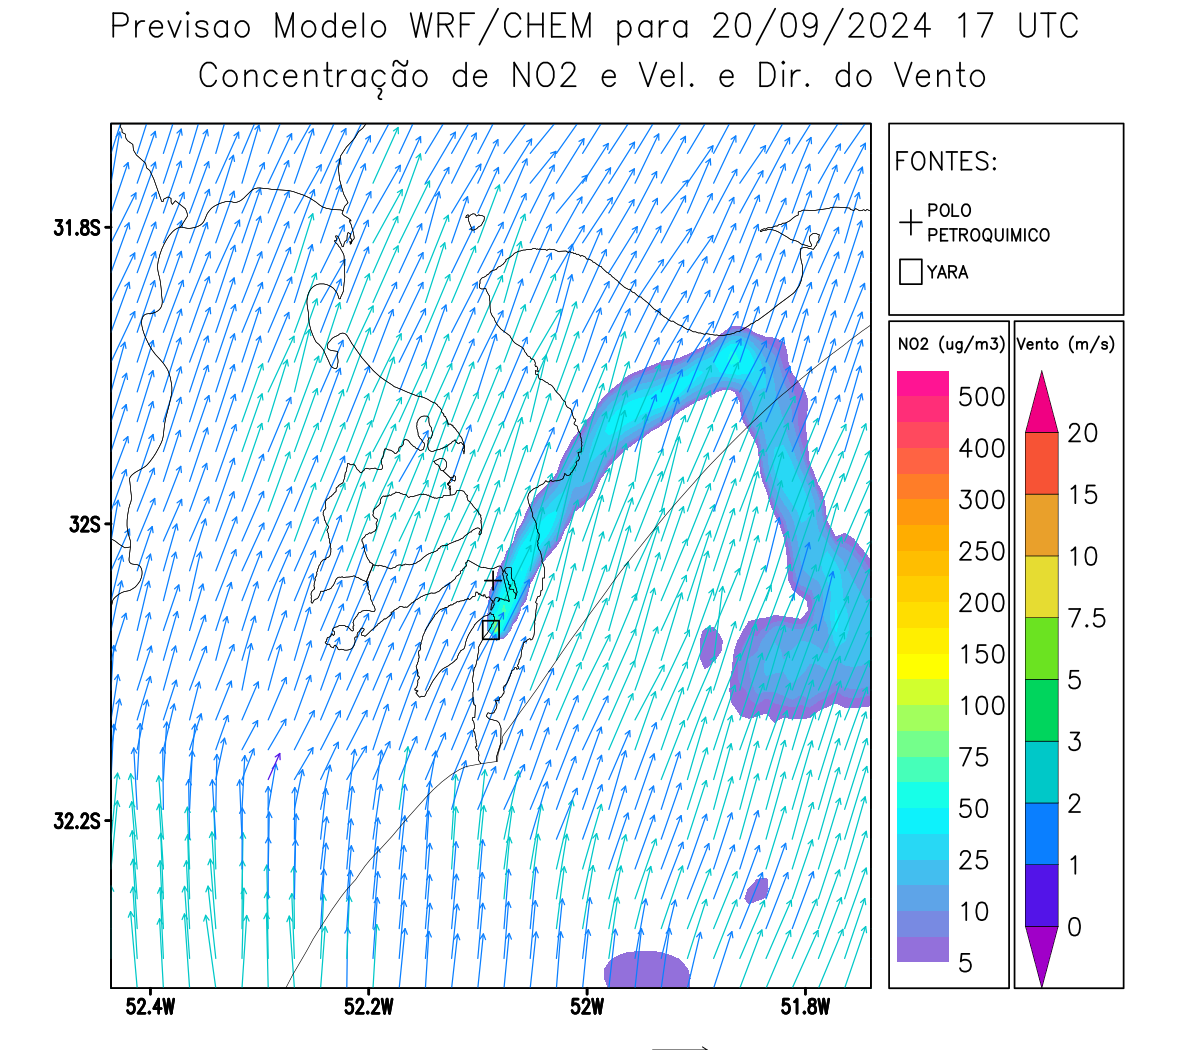 Previsao Modelo WRF/CHEM para 20/09/2024 17 UTC
Concentração de NO2 e Vel. e Dir. do Vento
FONTES:
POLO
PETROQUIMICO
YARA
NO2 (ug/m3)
500
400
300
250
200
150
100
75
50
25
10
5
Vento (m/s)
20
15
10
7.5
5
3
2
1
0
31.8S
32S
32.2S
52.4W
52.2W
52W
51.8W